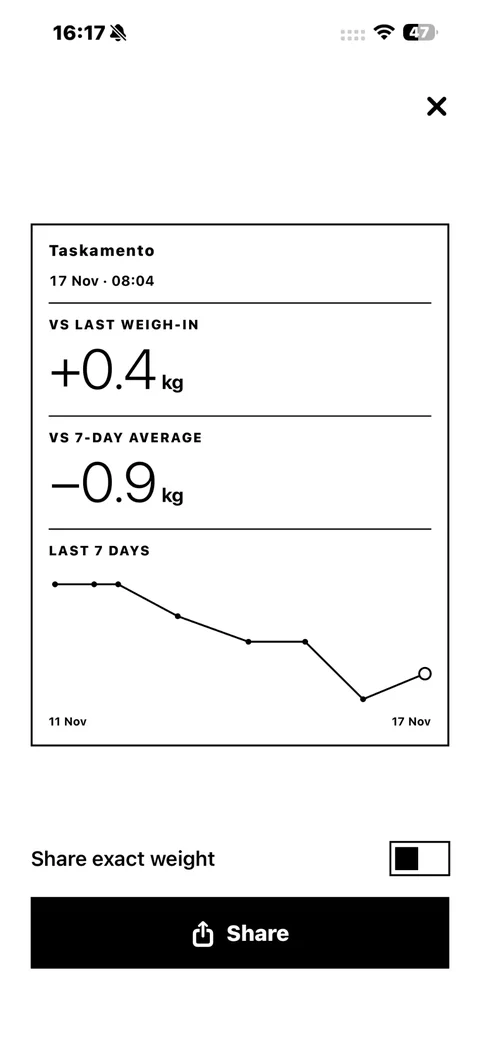 16:17
47
Taskamento
17 Nov · 08:04
VS LAST WEIGH-IN
+0.4 kg
VS 7-DAY AVERAGE
−0.9 kg
LAST 7 DAYS
11 Nov 17 Nov
Share exact weight
Share